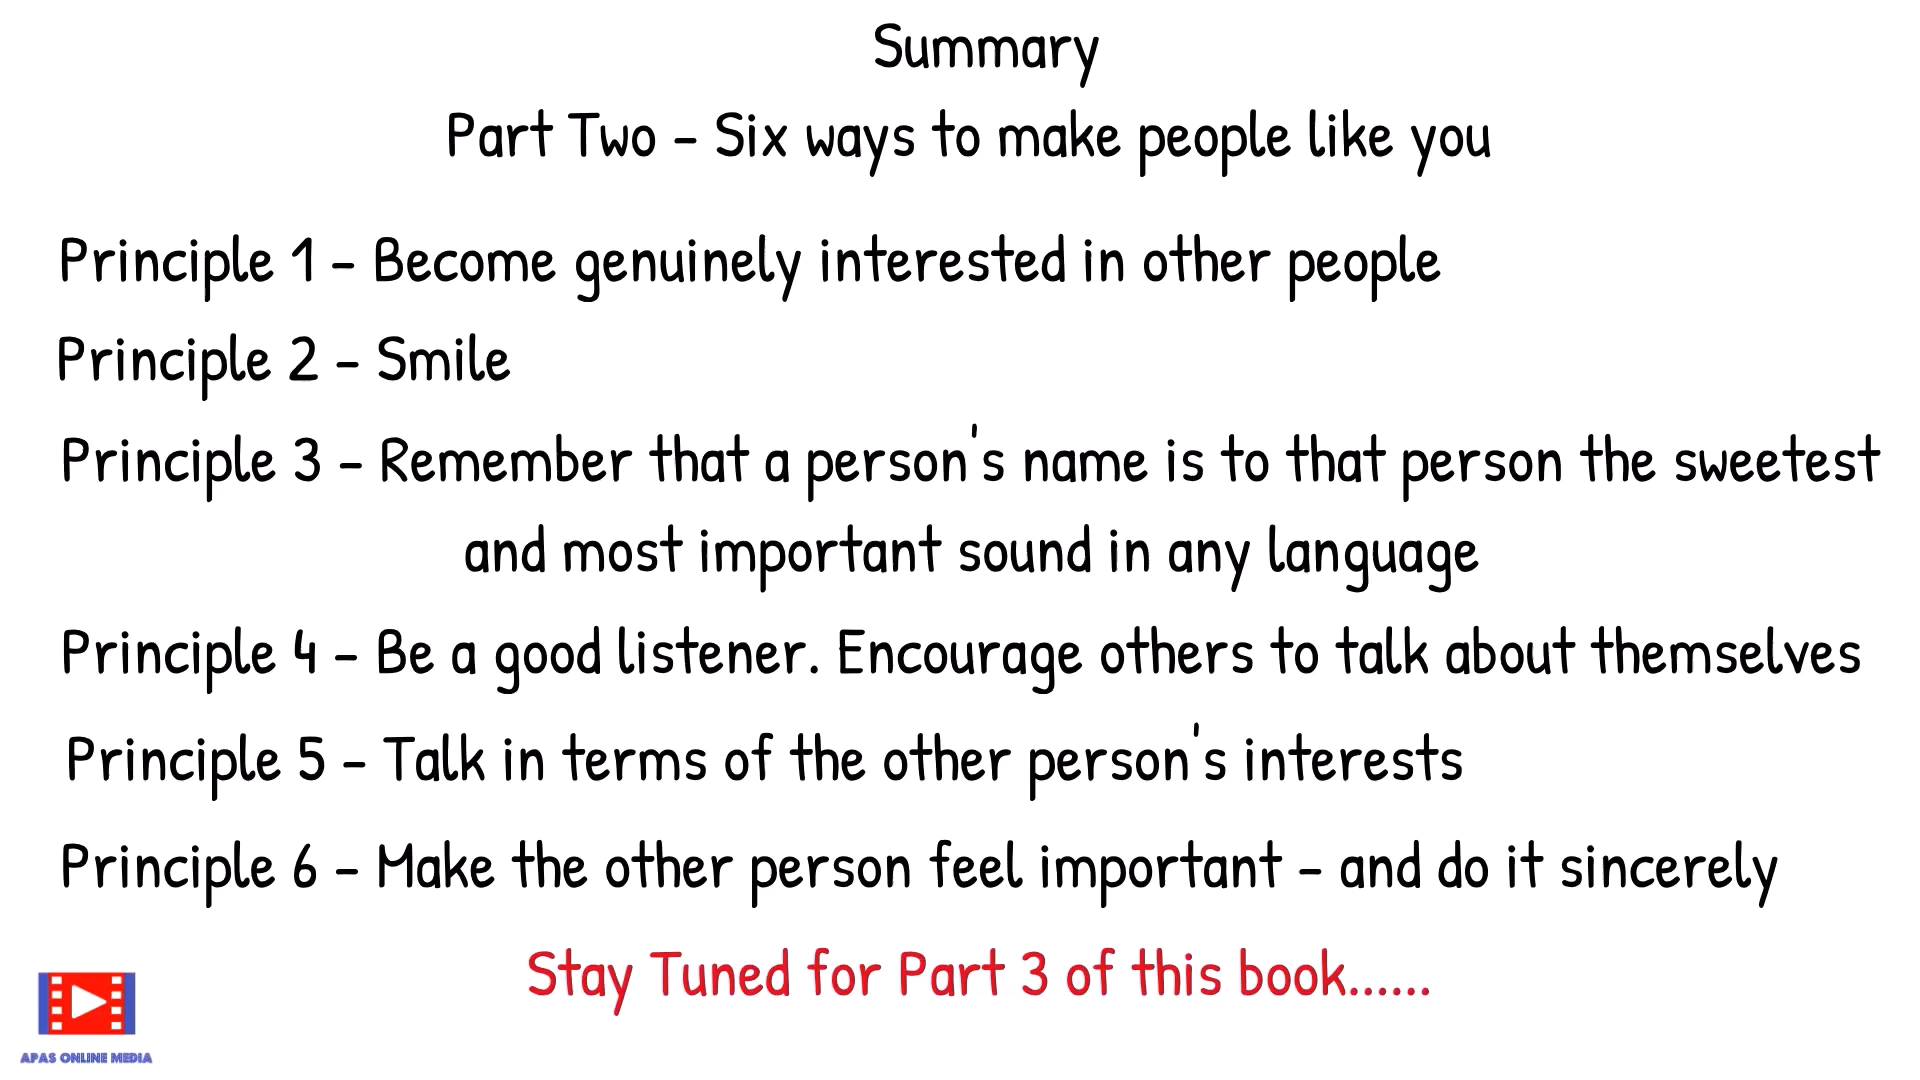 Summary
Part Two - Six ways to make people like you
Principle 1 - Become genuinely interested in other people
Principle 2 - Smile
Principle 3 - Remember that a person's name is to that person the sweetest
and most important sound in any language
Principle 4 - Be a good listener. Encourage others to talk about themselves
Principle 5 - Talk in terms of the other person's interests
Principle 6 - Make the other person feel important - and do it sincerely
Stay Tuned for Part 3 of this book......
APAS ONLINE MEDIA